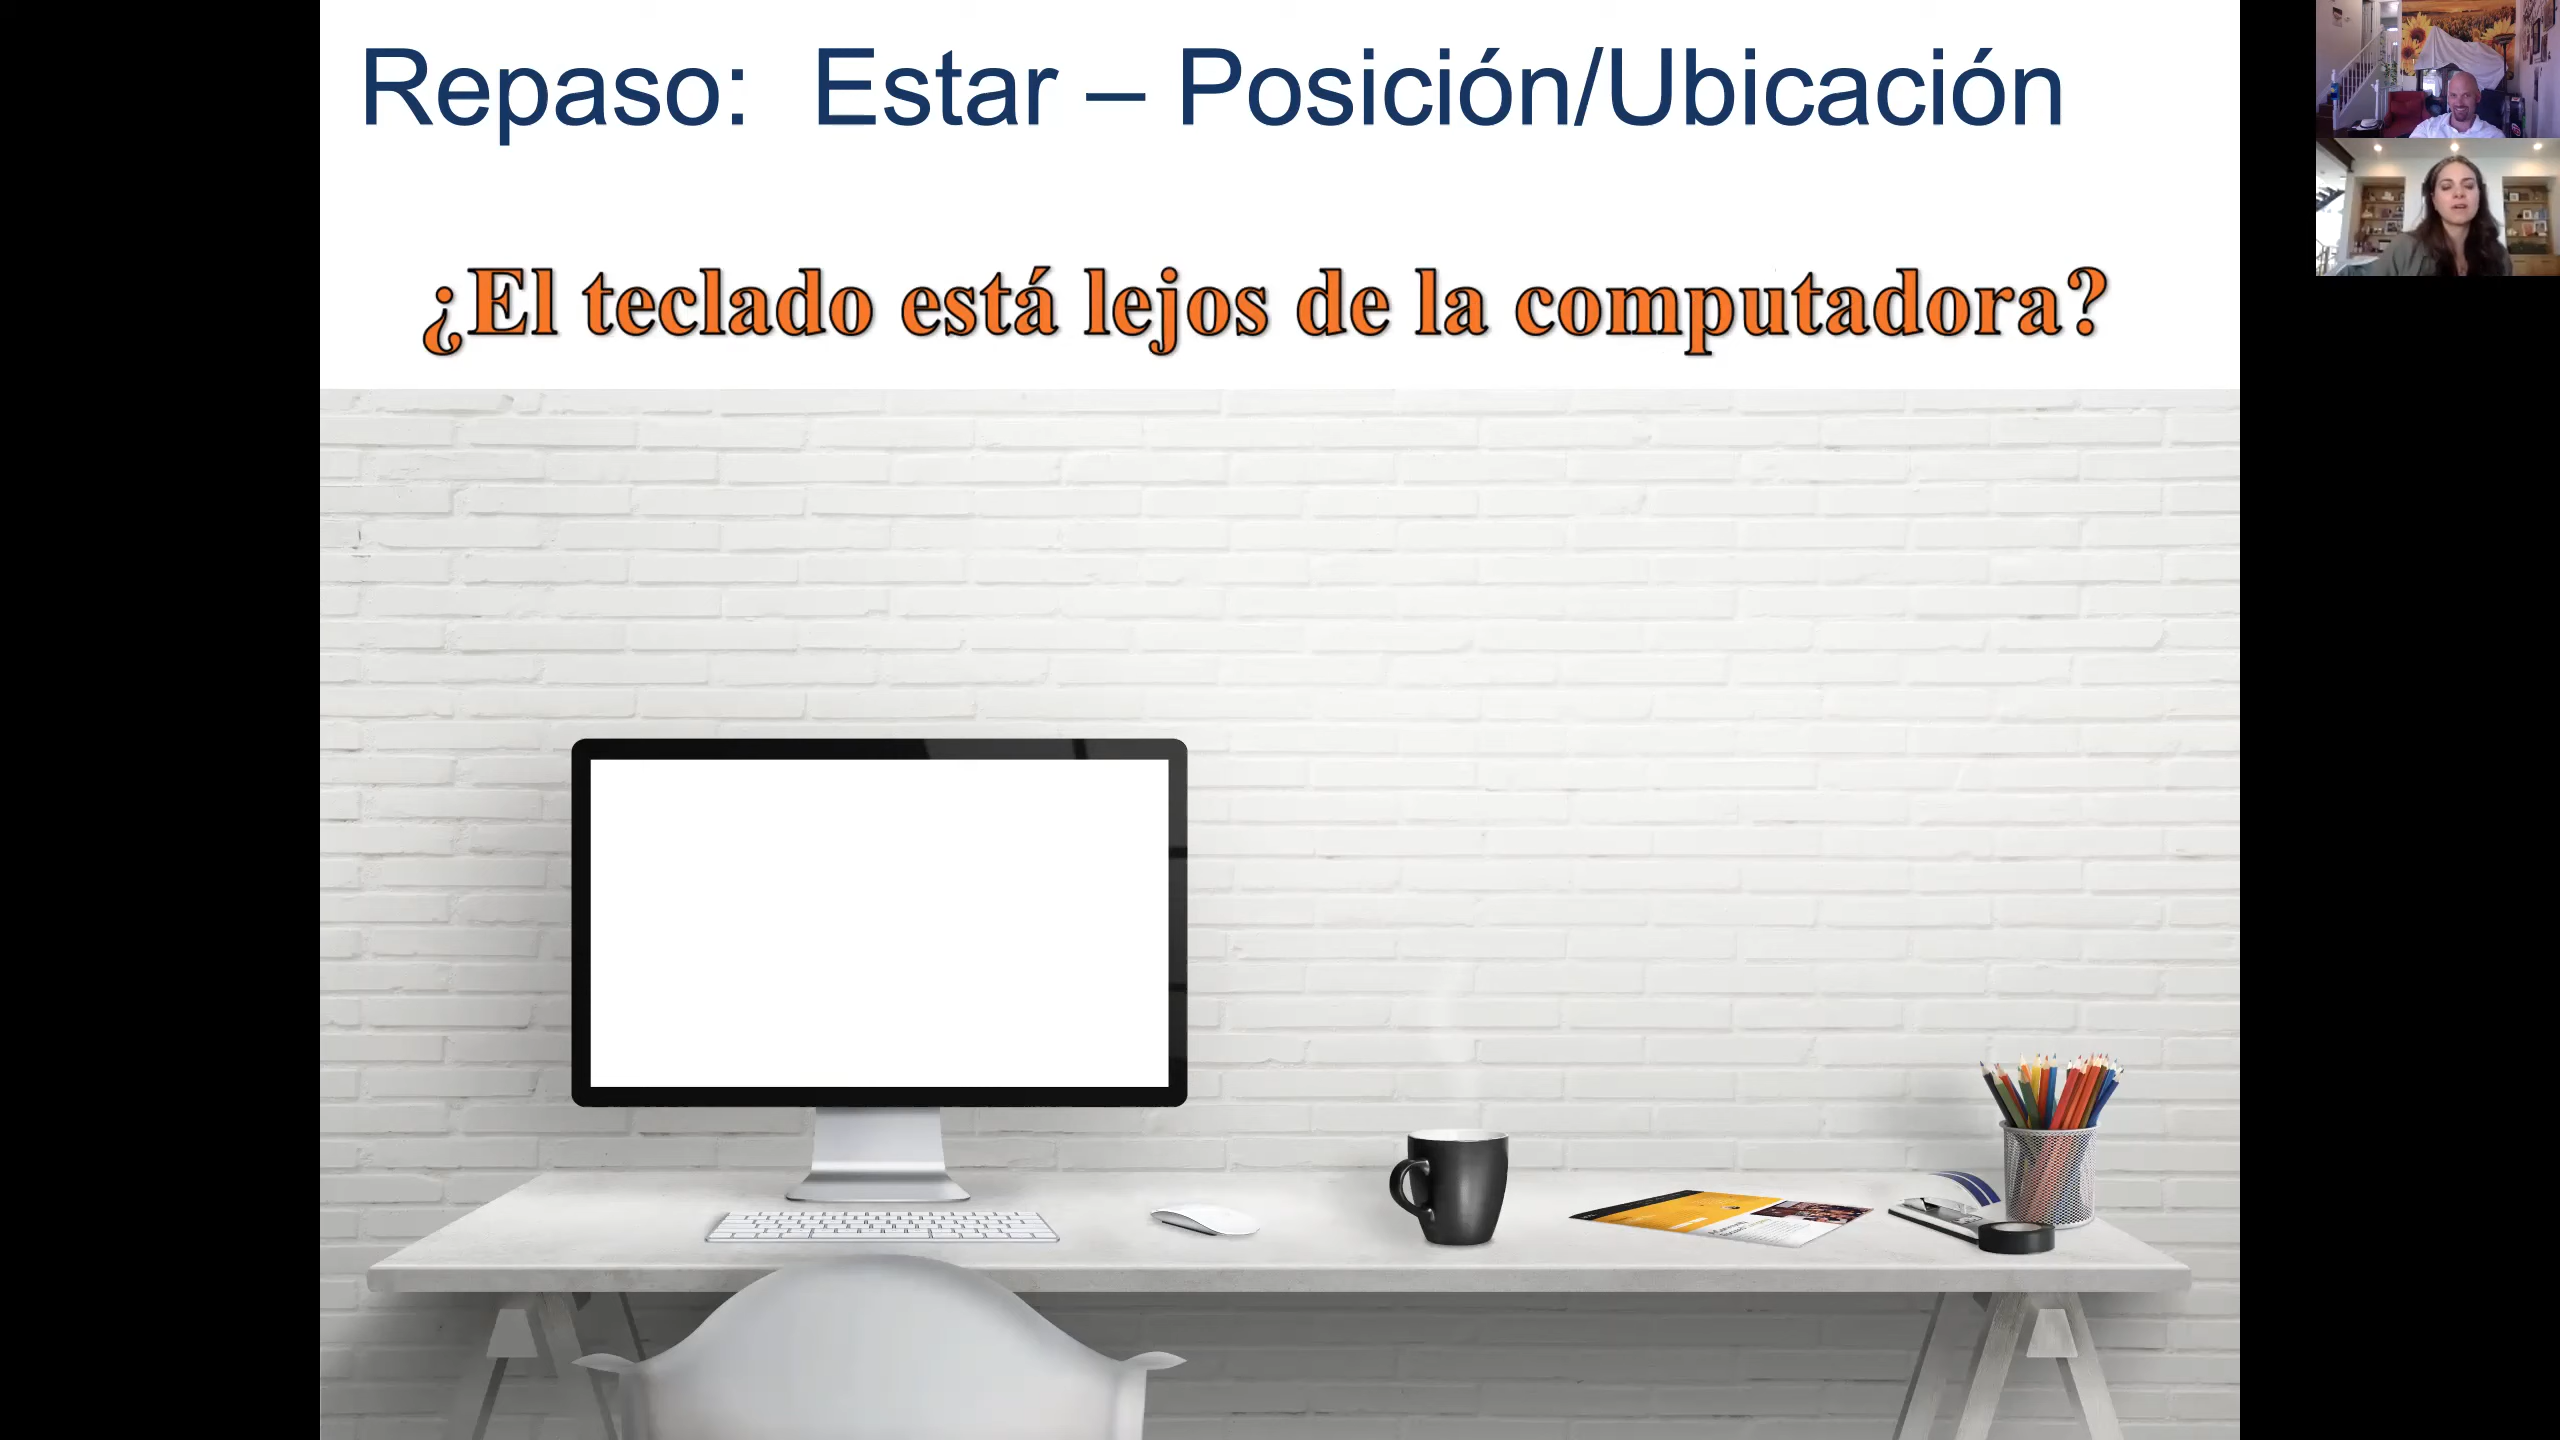 Repaso:  Estar – Posición/Ubicación
¿El teclado está lejos de la computadora?